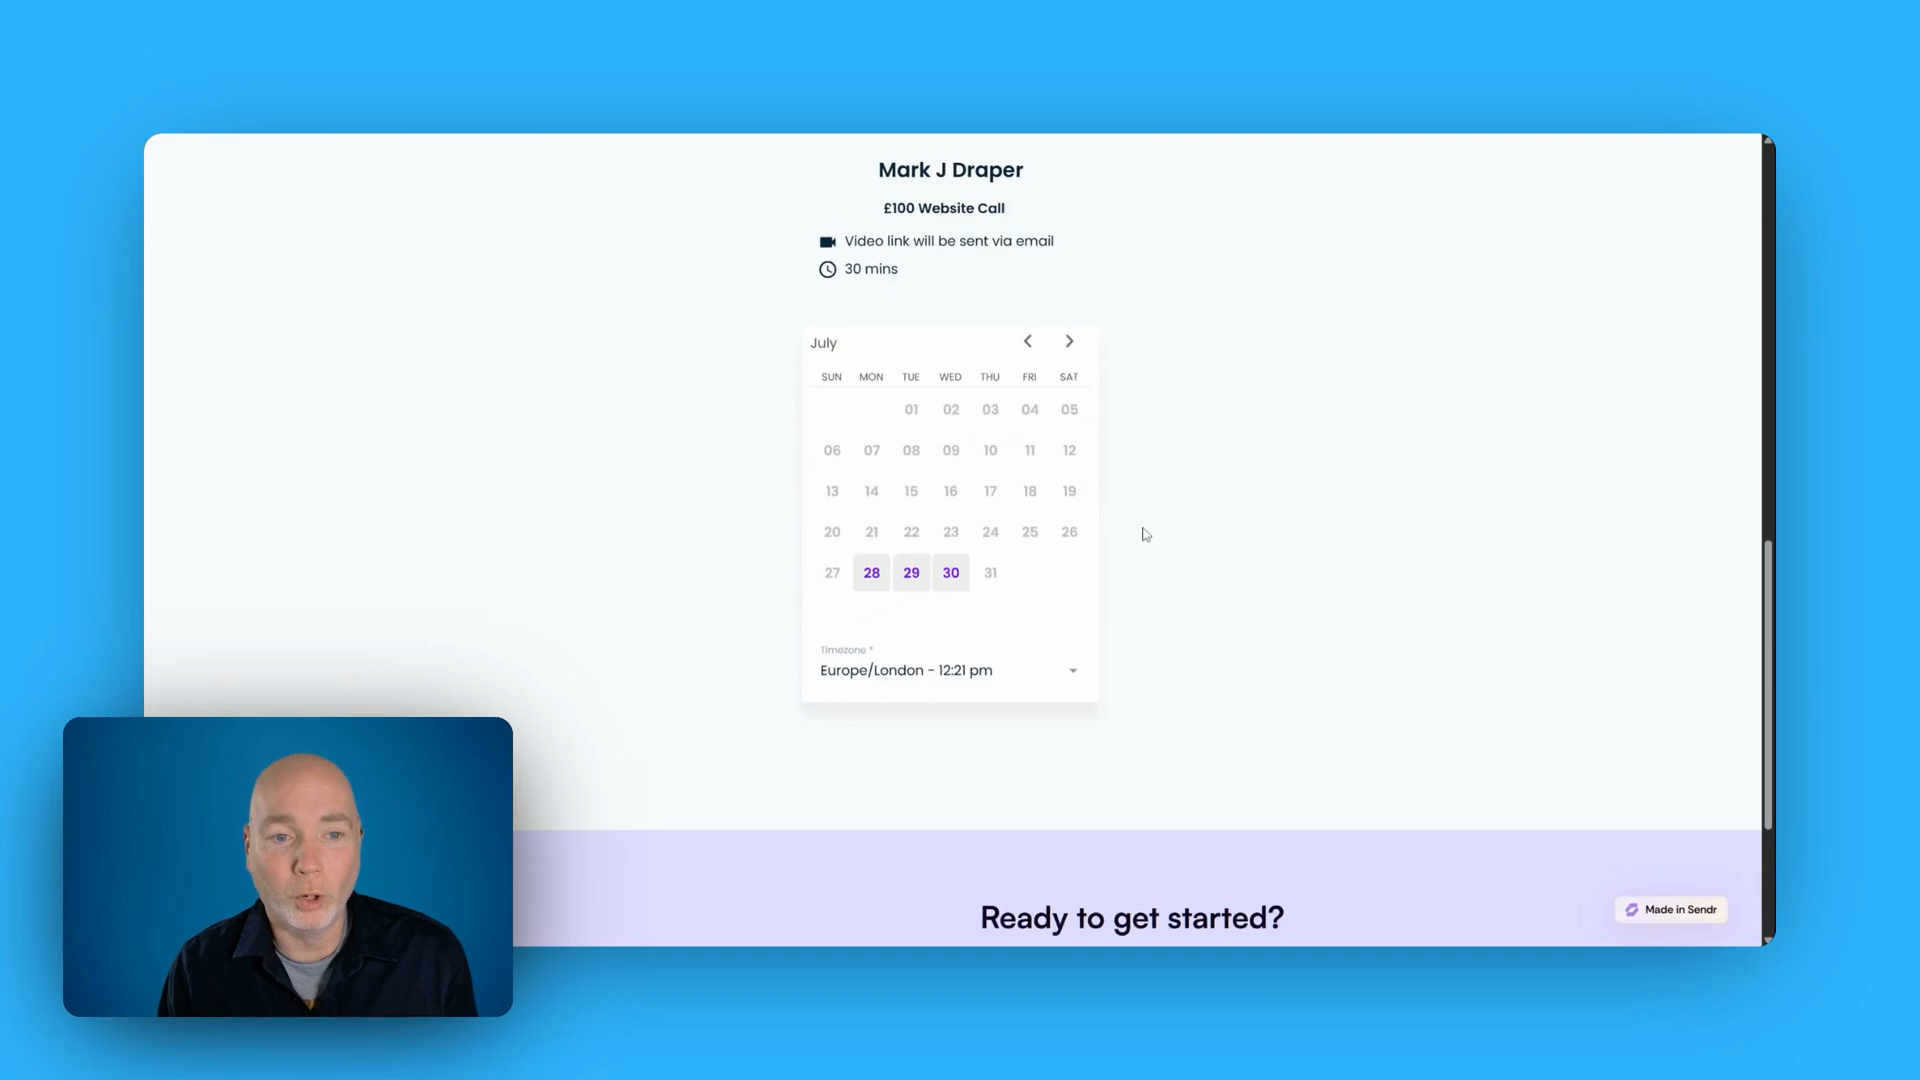 Mark J Draper
£100 Website Call
Video link will be sent via email
30 mins
July
SUN MON TUE WED THU FRI SAT
01 02 03 04 05
06 07 08 09 10 11 12
13 14 15 16 17 18 19
20 21 22 23 24 25 26
27 28 29 30 31
Timezone *
Europe/London - 12:21 pm
Ready to get started?
Made in Sendr